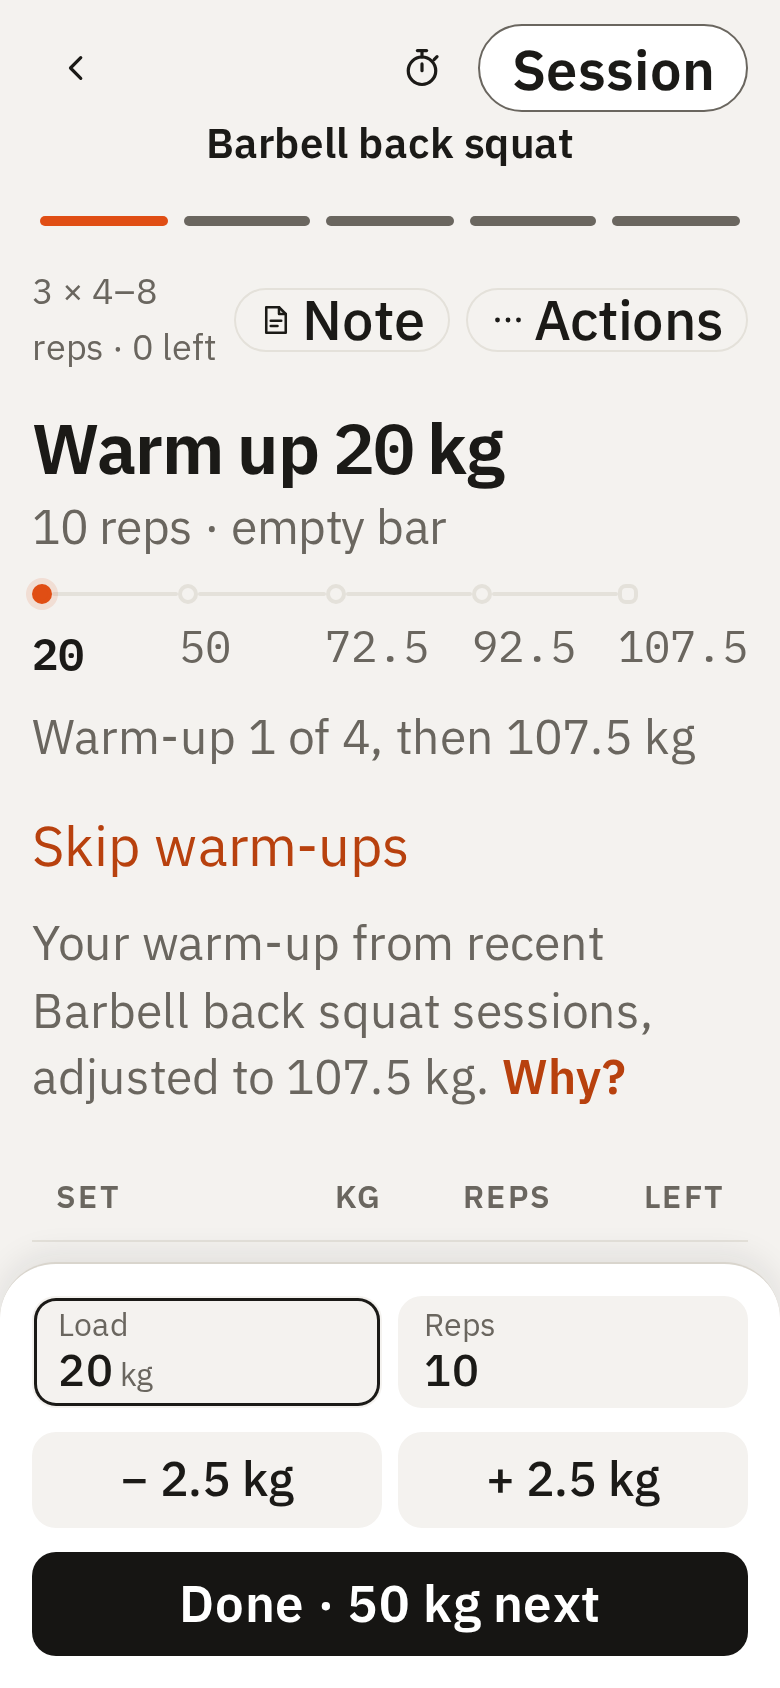 Session
Barbell back squat
3 × 4–8
reps · 0 left
Note
Actions
Warm up 20 kg
10 reps · empty bar
20 50 72.5 92.5 107.5
Warm-up 1 of 4, then 107.5 kg
Skip warm-ups
Your warm-up from recent
Barbell back squat sessions,
adjusted to 107.5 kg. Why?
SET KG REPS LEFT
Load
20 kg
Reps
10
− 2.5 kg
+ 2.5 kg
Done · 50 kg next